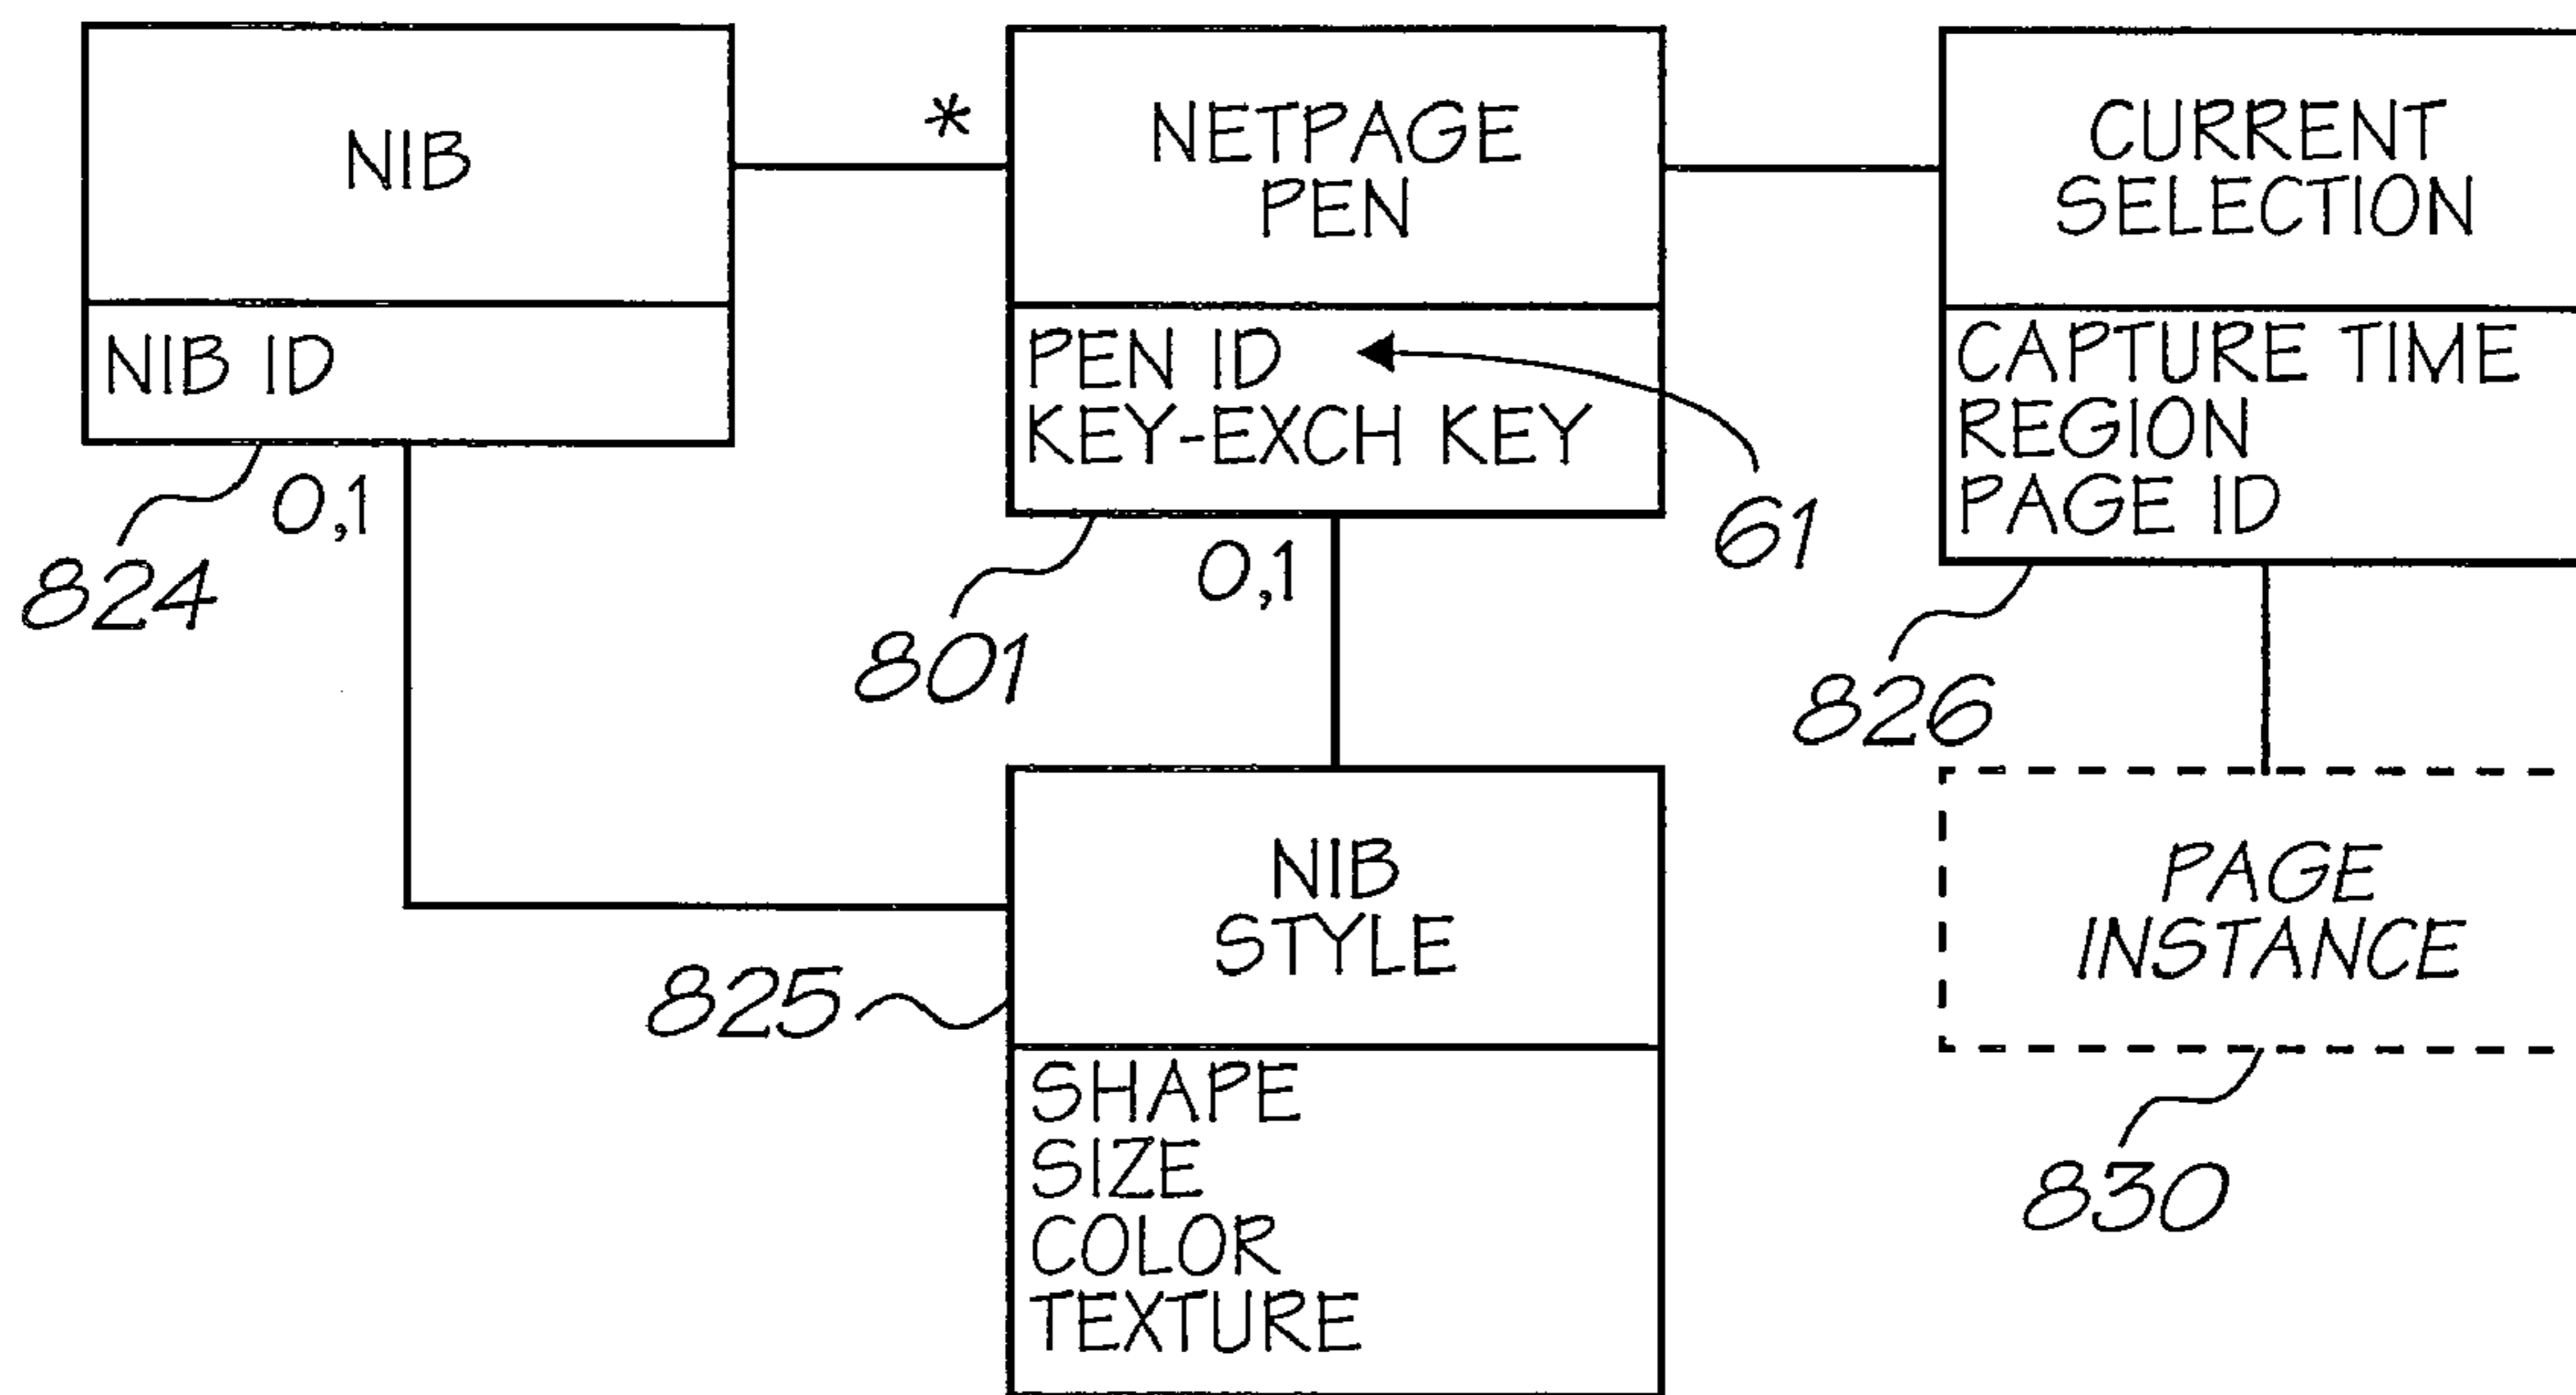 NIB
NIB ID
824
0,1
*
NETPAGE
PEN
PEN ID
KEY-EXCH KEY
61
801
0,1
CURRENT
SELECTION
CAPTURE TIME
REGION
PAGE ID
826
NIB
STYLE
825
SHAPE
SIZE
COLOR
TEXTURE
PAGE
INSTANCE
830